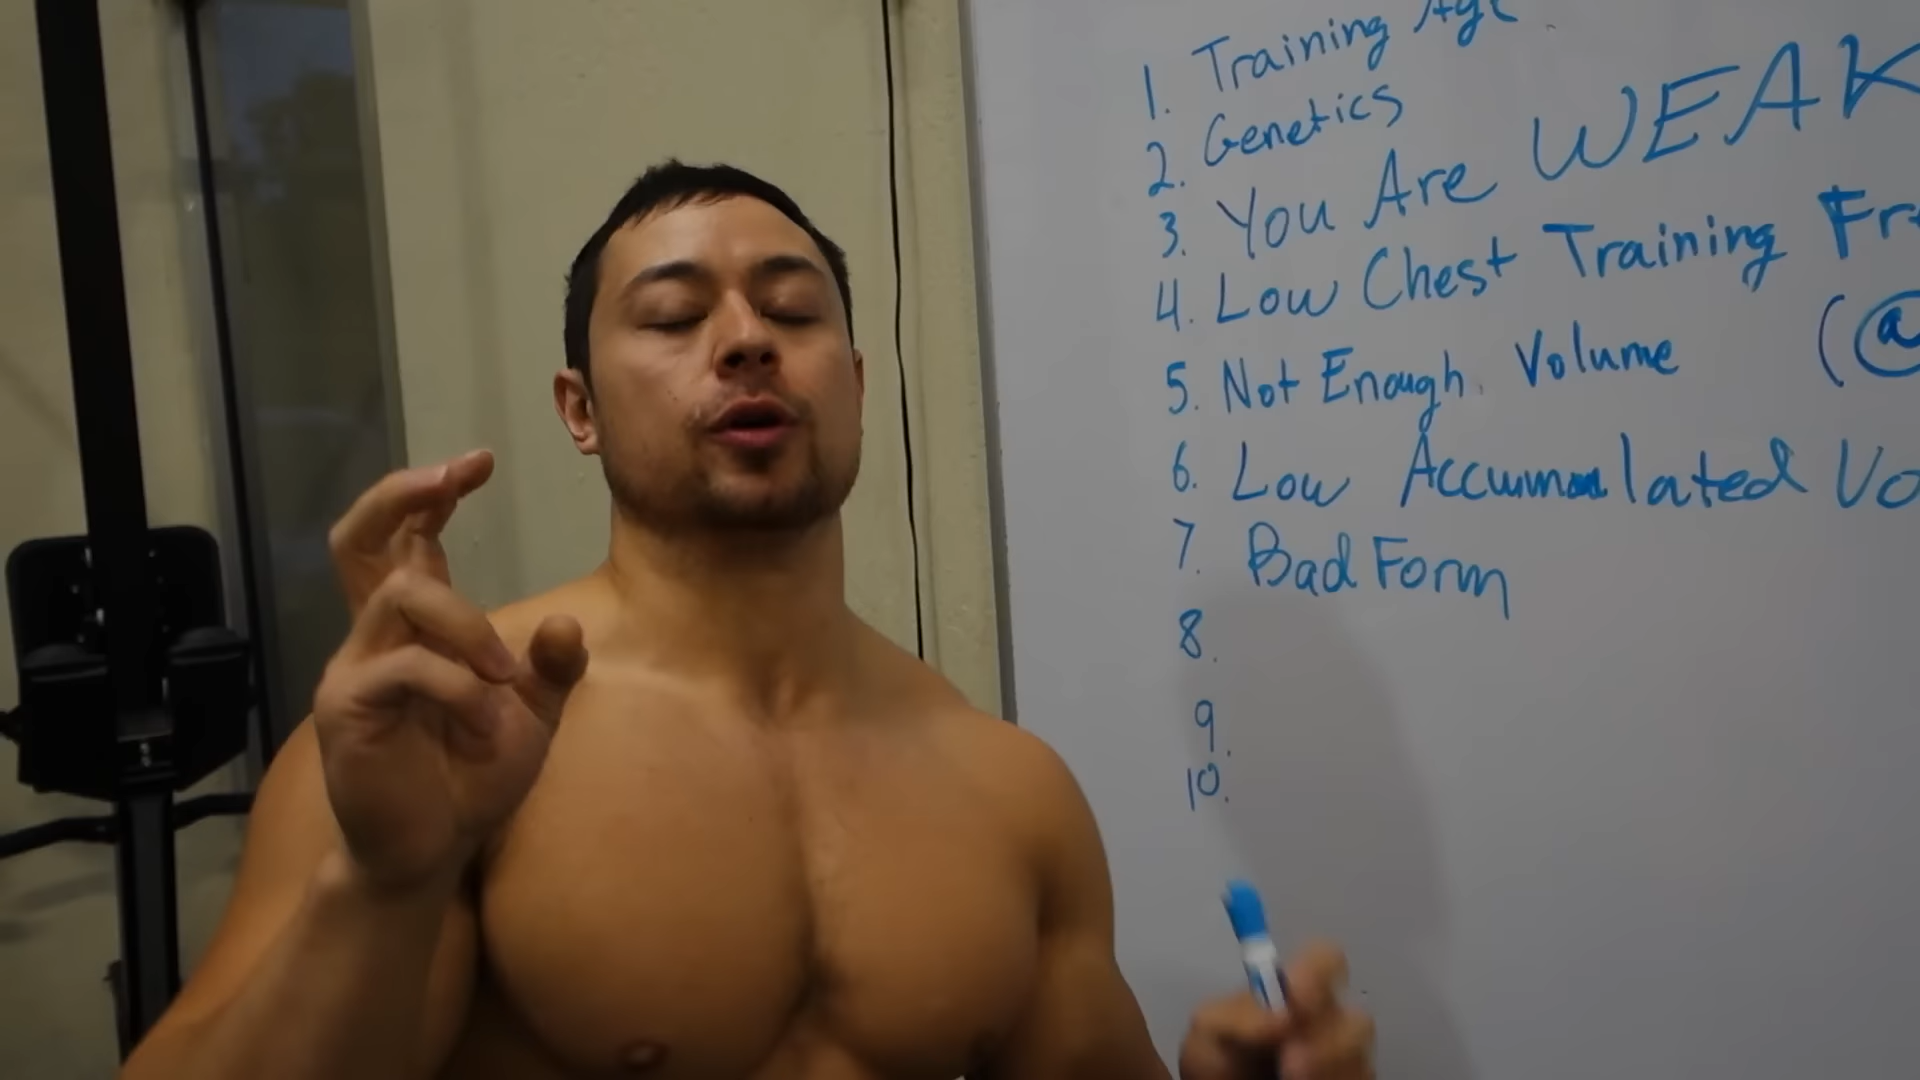 1. Training Age
2. Genetics
3. You Are WEAK
4. Low Chest Training
5. Not Enough Volume (@
6. Low Accumulated
7. Bad Form
8.
9.
10.